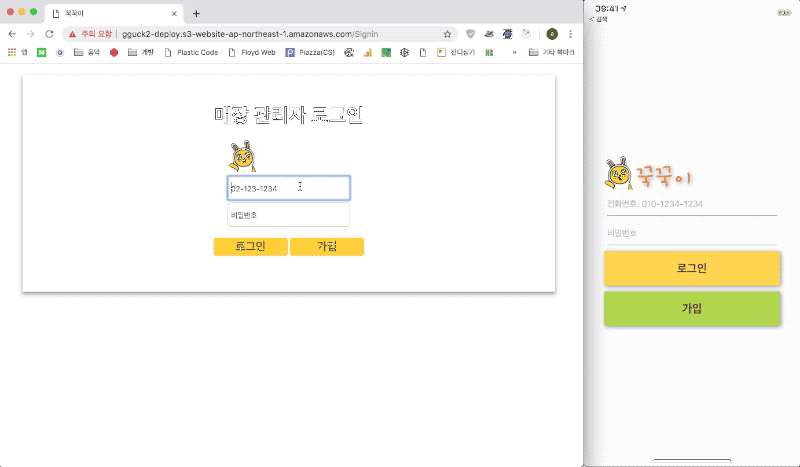 꾹꾹이
주의 요함 | gguck2-deploy.s3-website-ap-northeast-1.amazonaws.com/Signin
앱
음악
개발
Plastic Code
Floyd Web
Piazza(CS)
잔디심기
»
기타 북마크
매장 관리자 로그인
02-123-1234
비밀번호
로그인
가입
09:41
< 검색
꾹꾹이
전화번호: 010-1234-1234
비밀번호
로그인
가입